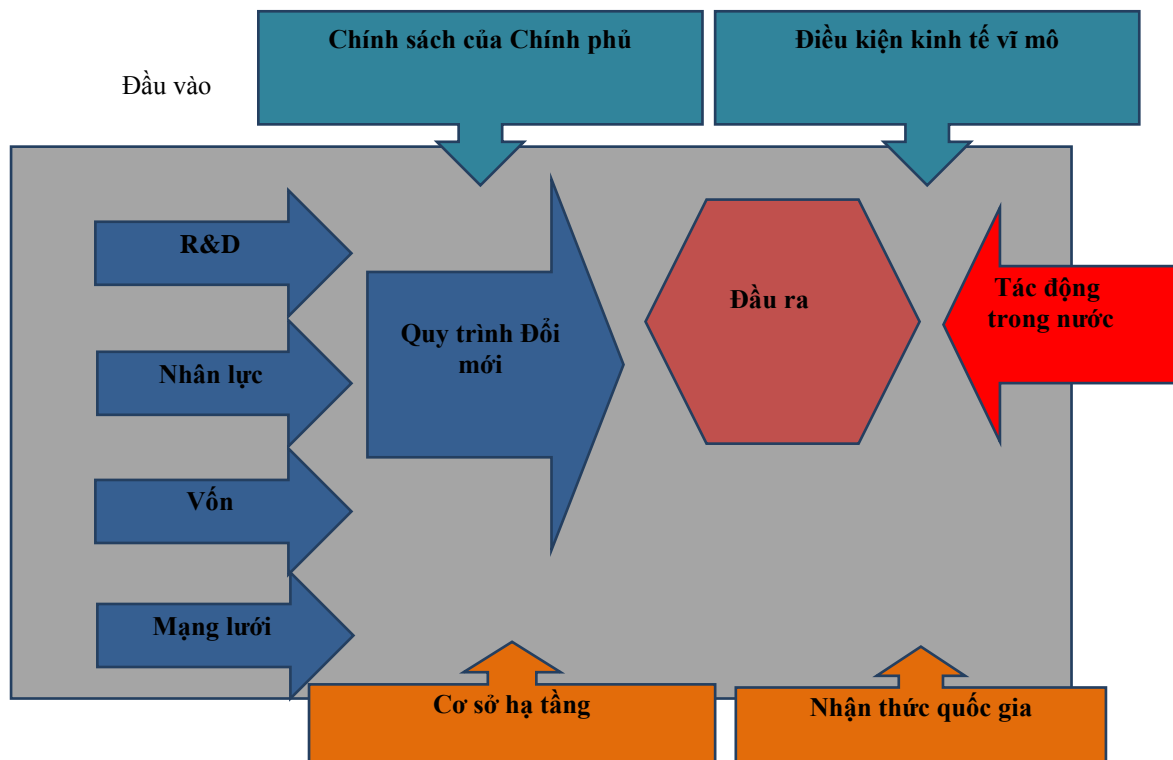 Chính sách của Chính phủ
Điều kiện kinh tế vĩ mô
Đầu vào
R&D
Nhân lực
Vốn
Mạng lưới
Quy trình Đổi
mới
Đầu ra
Tác động
trong nước
Cơ sở hạ tầng
Nhận thức quốc gia